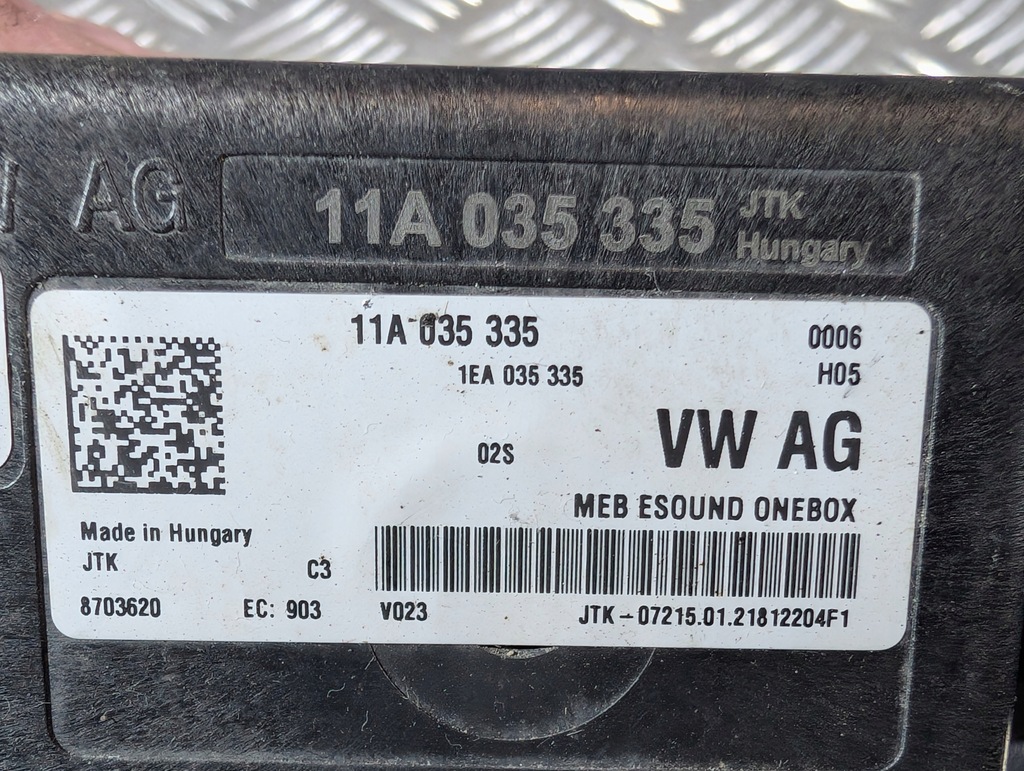 AG
11A 035 335 JTK
Hungary
11A 035 335
0006
1EA 035 335
H05
02S
VW AG
MEB ESOUND ONEBOX
Made in Hungary
JTK
C3
8703620
EC: 903
V023
JTK-07215.01.21812204F1